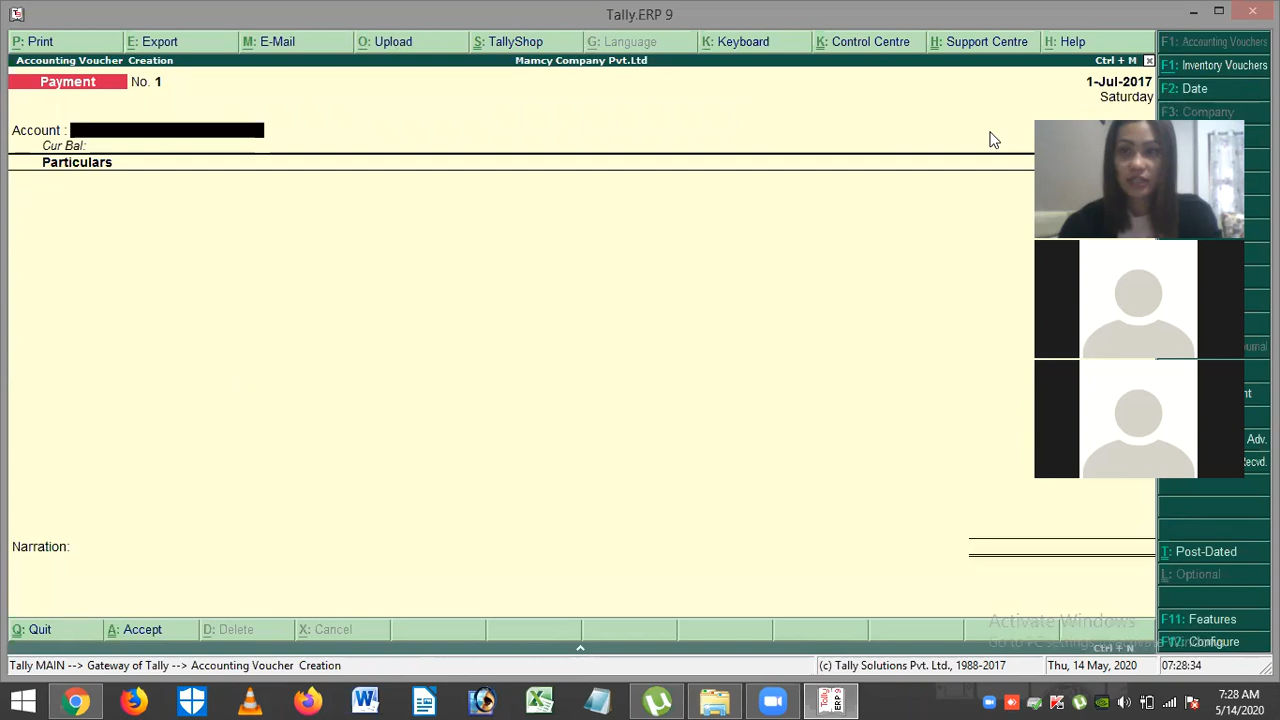 Tally.ERP 9
P: Print E: Export M: E-Mail O: Upload S: TallyShop G: Language K: Keyboard K: Control Centre H: Support Centre H: Help F1: Accounting Vouchers
Accounting Voucher Creation Mamcy Company Pvt.Ltd Ctrl + M
F1: Inventory Vouchers
Payment No. 1 1-Jul-2017
F2: Date
Saturday
F3: Company
Account :
Cur Bal:
Particulars
Adv.
Recvd.
Narration:
T: Post-Dated
L: Optional
Activate Windows
F11: Features
Q: Quit A: Accept D: Delete X: Cancel
F12: Configure
Ctrl + N
Tally MAIN --> Gateway of Tally --> Accounting Voucher Creation (c) Tally Solutions Pvt. Ltd., 1988-2017 Thu, 14 May, 2020 07:28:34
7:28 AM
5/14/2020